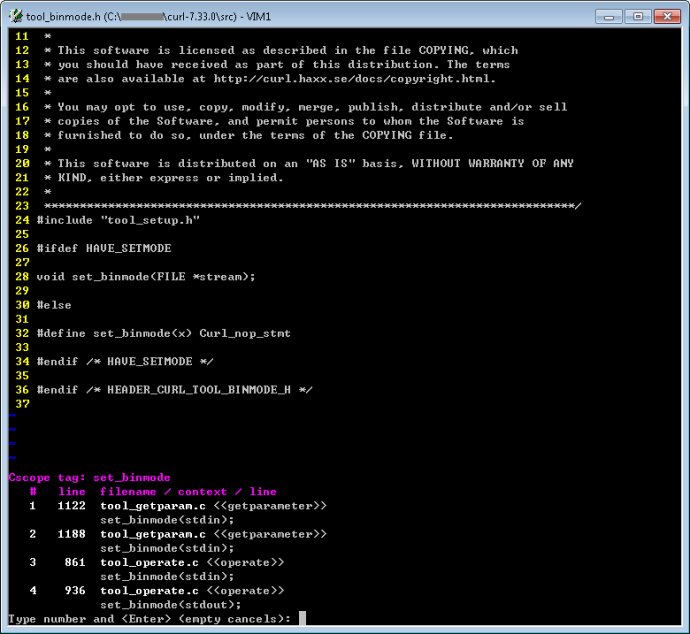 tool_binmode.h (C:\ \curl-7.33.0\src) - VIM1
11 *
12 * This software is licensed as described in the file COPYING, which
13 * you should have received as part of this distribution. The terms
14 * are also available at http://curl.haxx.se/docs/copyright.html.
15 *
16 * You may opt to use, copy, modify, merge, publish, distribute and/or sell
17 * copies of the Software, and permit persons to whom the Software is
18 * furnished to do so, under the terms of the COPYING file.
19 *
20 * This software is distributed on an "AS IS" basis, WITHOUT WARRANTY OF ANY
21 * KIND, either express or implied.
22 *
23 ***************************************************************************/
24 #include "tool_setup.h"
25
26 #ifdef HAVE_SETMODE
27
28 void set_binmode(FILE *stream);
29
30 #else
31
32 #define set_binmode(x) Curl_nop_stmt
33
34 #endif /* HAVE_SETMODE */
35
36 #endif /* HEADER_CURL_TOOL_BINMODE_H */
37
~
~
~
~
Cscope tag: set_binmode
# line filename / context / line
1 1122 tool_getparam.c <<getparameter>>
set_binmode(stdin);
2 1188 tool_getparam.c <<getparameter>>
set_binmode(stdin);
3 861 tool_operate.c <<operate>>
set_binmode(stdin);
4 936 tool_operate.c <<operate>>
set_binmode(stdout);
Type number and <Enter> (empty cancels):